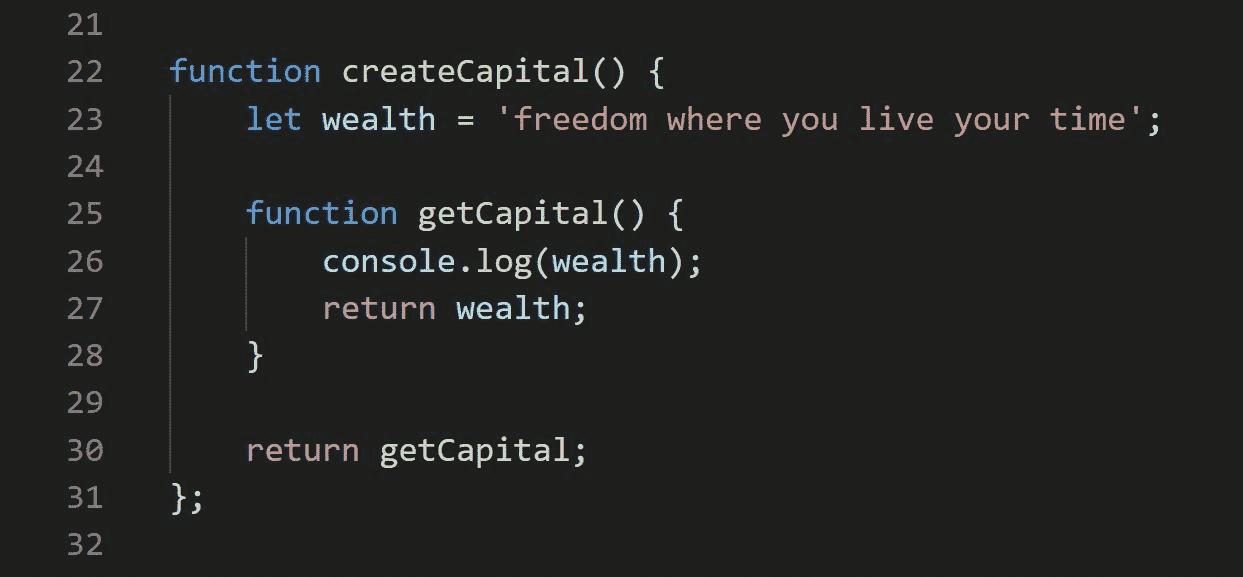 21
22 function createCapital() {
23     let wealth = 'freedom where you live your time';
24
25     function getCapital() {
26         console.log(wealth);
27         return wealth;
28     }
29
30     return getCapital;
31 };
32